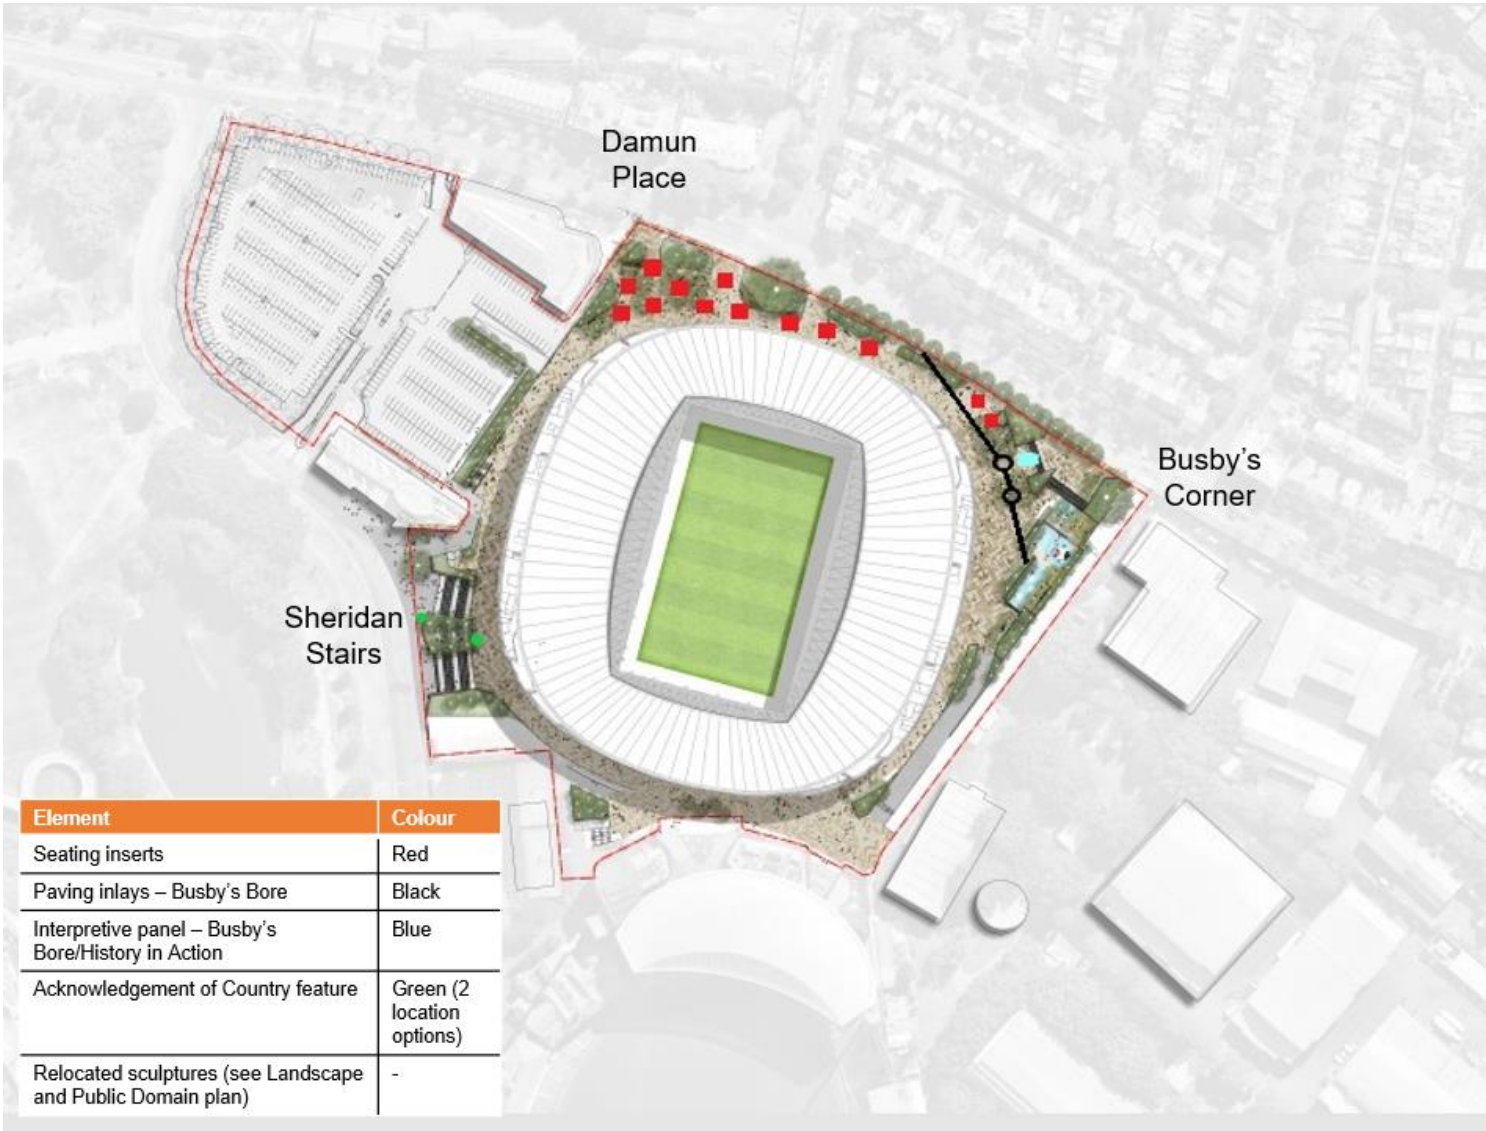 Damun
Place
Busby's
Corner
Sheridan
Stairs
Element Colour
Seating inserts Red
Paving inlays – Busby's Bore Black
Interpretive panel – Busby's Blue
Bore/History in Action
Acknowledgement of Country feature Green (2
location
options)
Relocated sculptures (see Landscape -
and Public Domain plan)